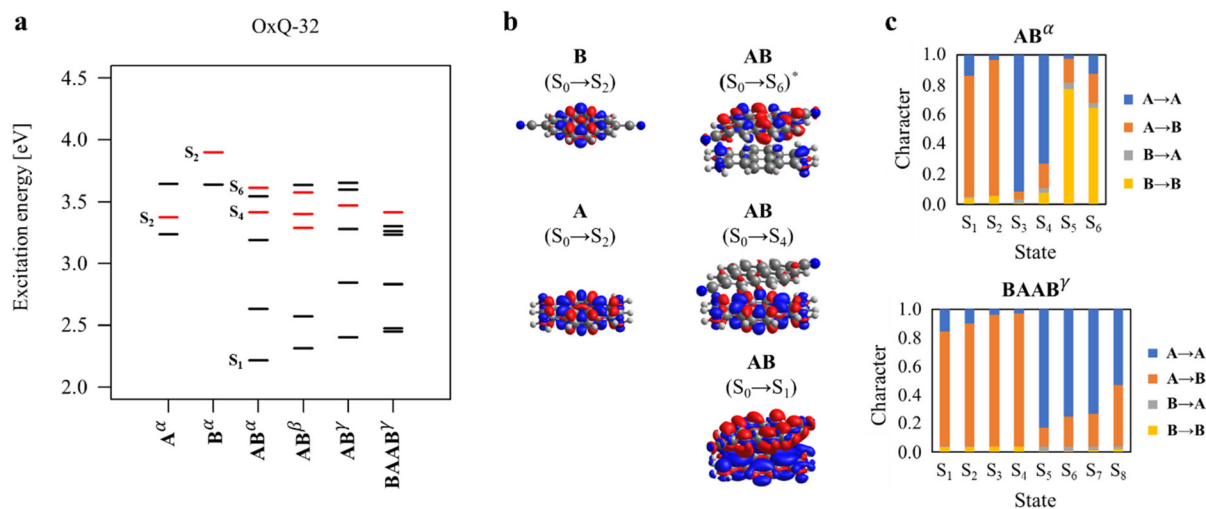 a
OxQ-32
Excitation energy [eV]
4.5
4.0
3.5
3.0
2.5
2.0
S2
S2
S6
S4
S1
Aα
Bα
ABα
ABβ
ABγ
BAABγ
b
B
(S0→S2)
AB
(S0→S6)*
A
(S0→S2)
AB
(S0→S4)
AB
(S0→S1)
c
ABα
Character
1.0
0.8
0.6
0.4
0.2
0.0
S1 S2 S3 S4 S5 S6
State
A→A
A→B
B→A
B→B
BAABγ
Character
1.0
0.8
0.6
0.4
0.2
0.0
S1 S2 S3 S4 S5 S6 S7 S8
State
A→A
A→B
B→A
B→B